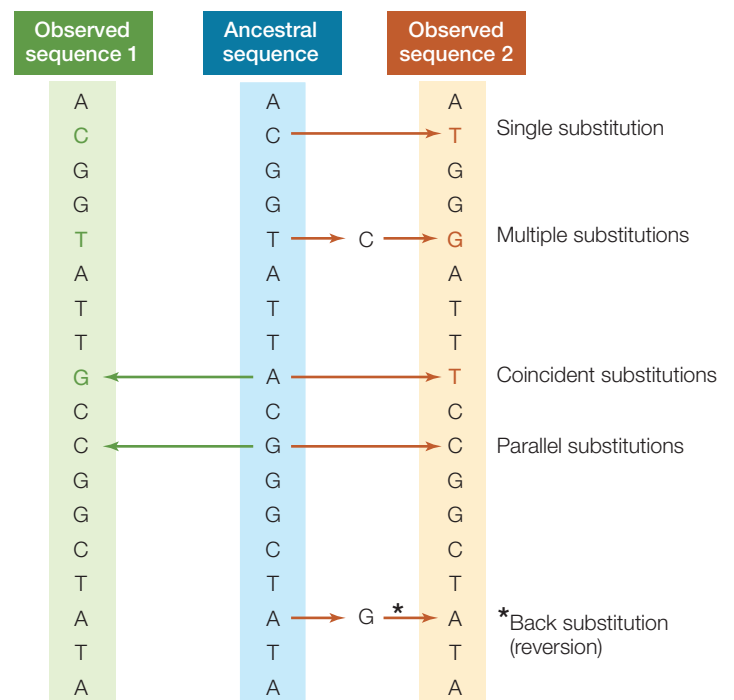 Observed sequence 1
Ancestral sequence
Observed sequence 2
A A A
C C T Single substitution
G G G
G G G
T T C G Multiple substitutions
A A A
T T T
T T T
G A T Coincident substitutions
C C C
C G C Parallel substitutions
G G G
G G G
C C C
T T T
A A G * A *Back substitution
(reversion)
T T T
A A A